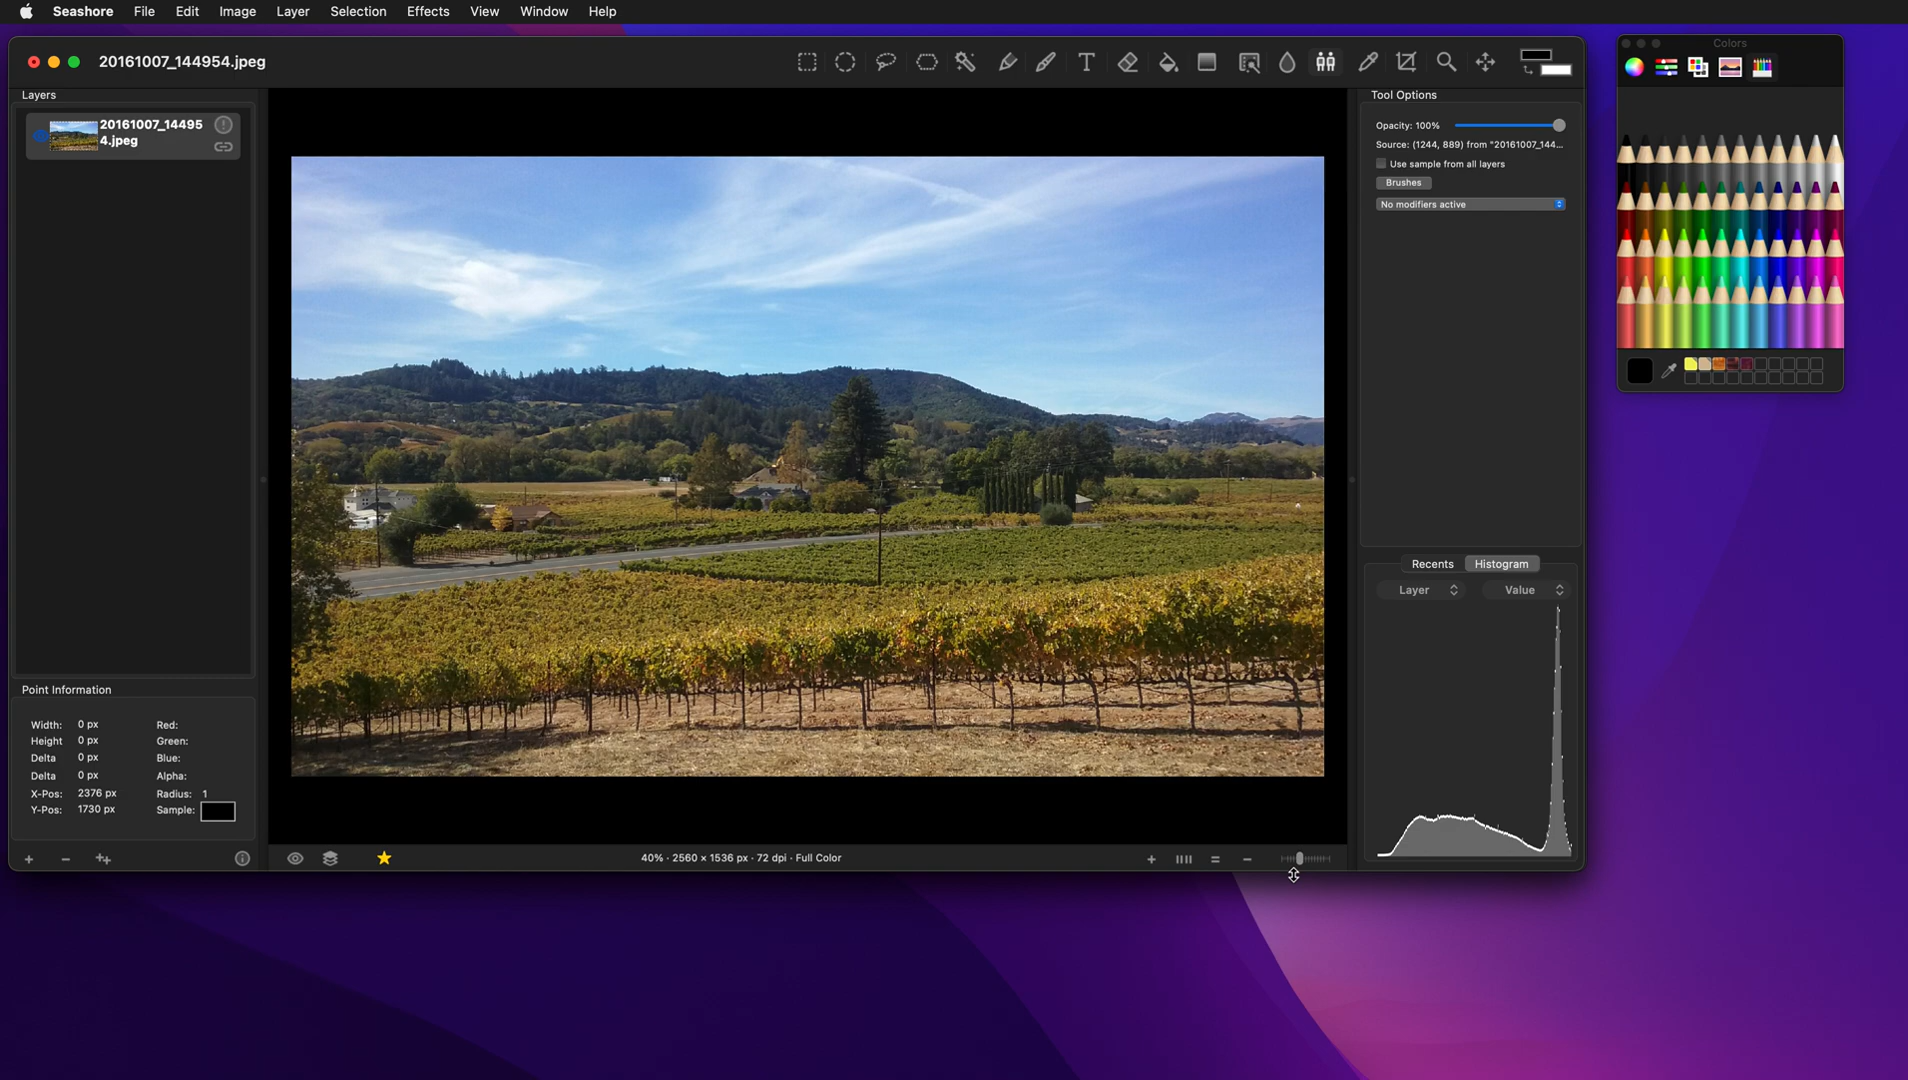 Seashore File Edit Image Layer Selection Effects View Window Help
20161007_144954.jpeg
Colors
Layers
20161007_14495
4.jpeg
Tool Options
Opacity: 100%
Source: (1244, 889) from "20161007_144...
Use sample from all layers
Brushes
No modifiers active
Recents Histogram
Layer Value
Point Information
Width: 0 px Red:
Height 0 px Green:
Delta 0 px Blue:
Delta 0 px Alpha:
X-Pos: 2376 px Radius: 1
Y-Pos: 1730 px Sample:
40% · 2560 × 1536 px · 72 dpi · Full Color